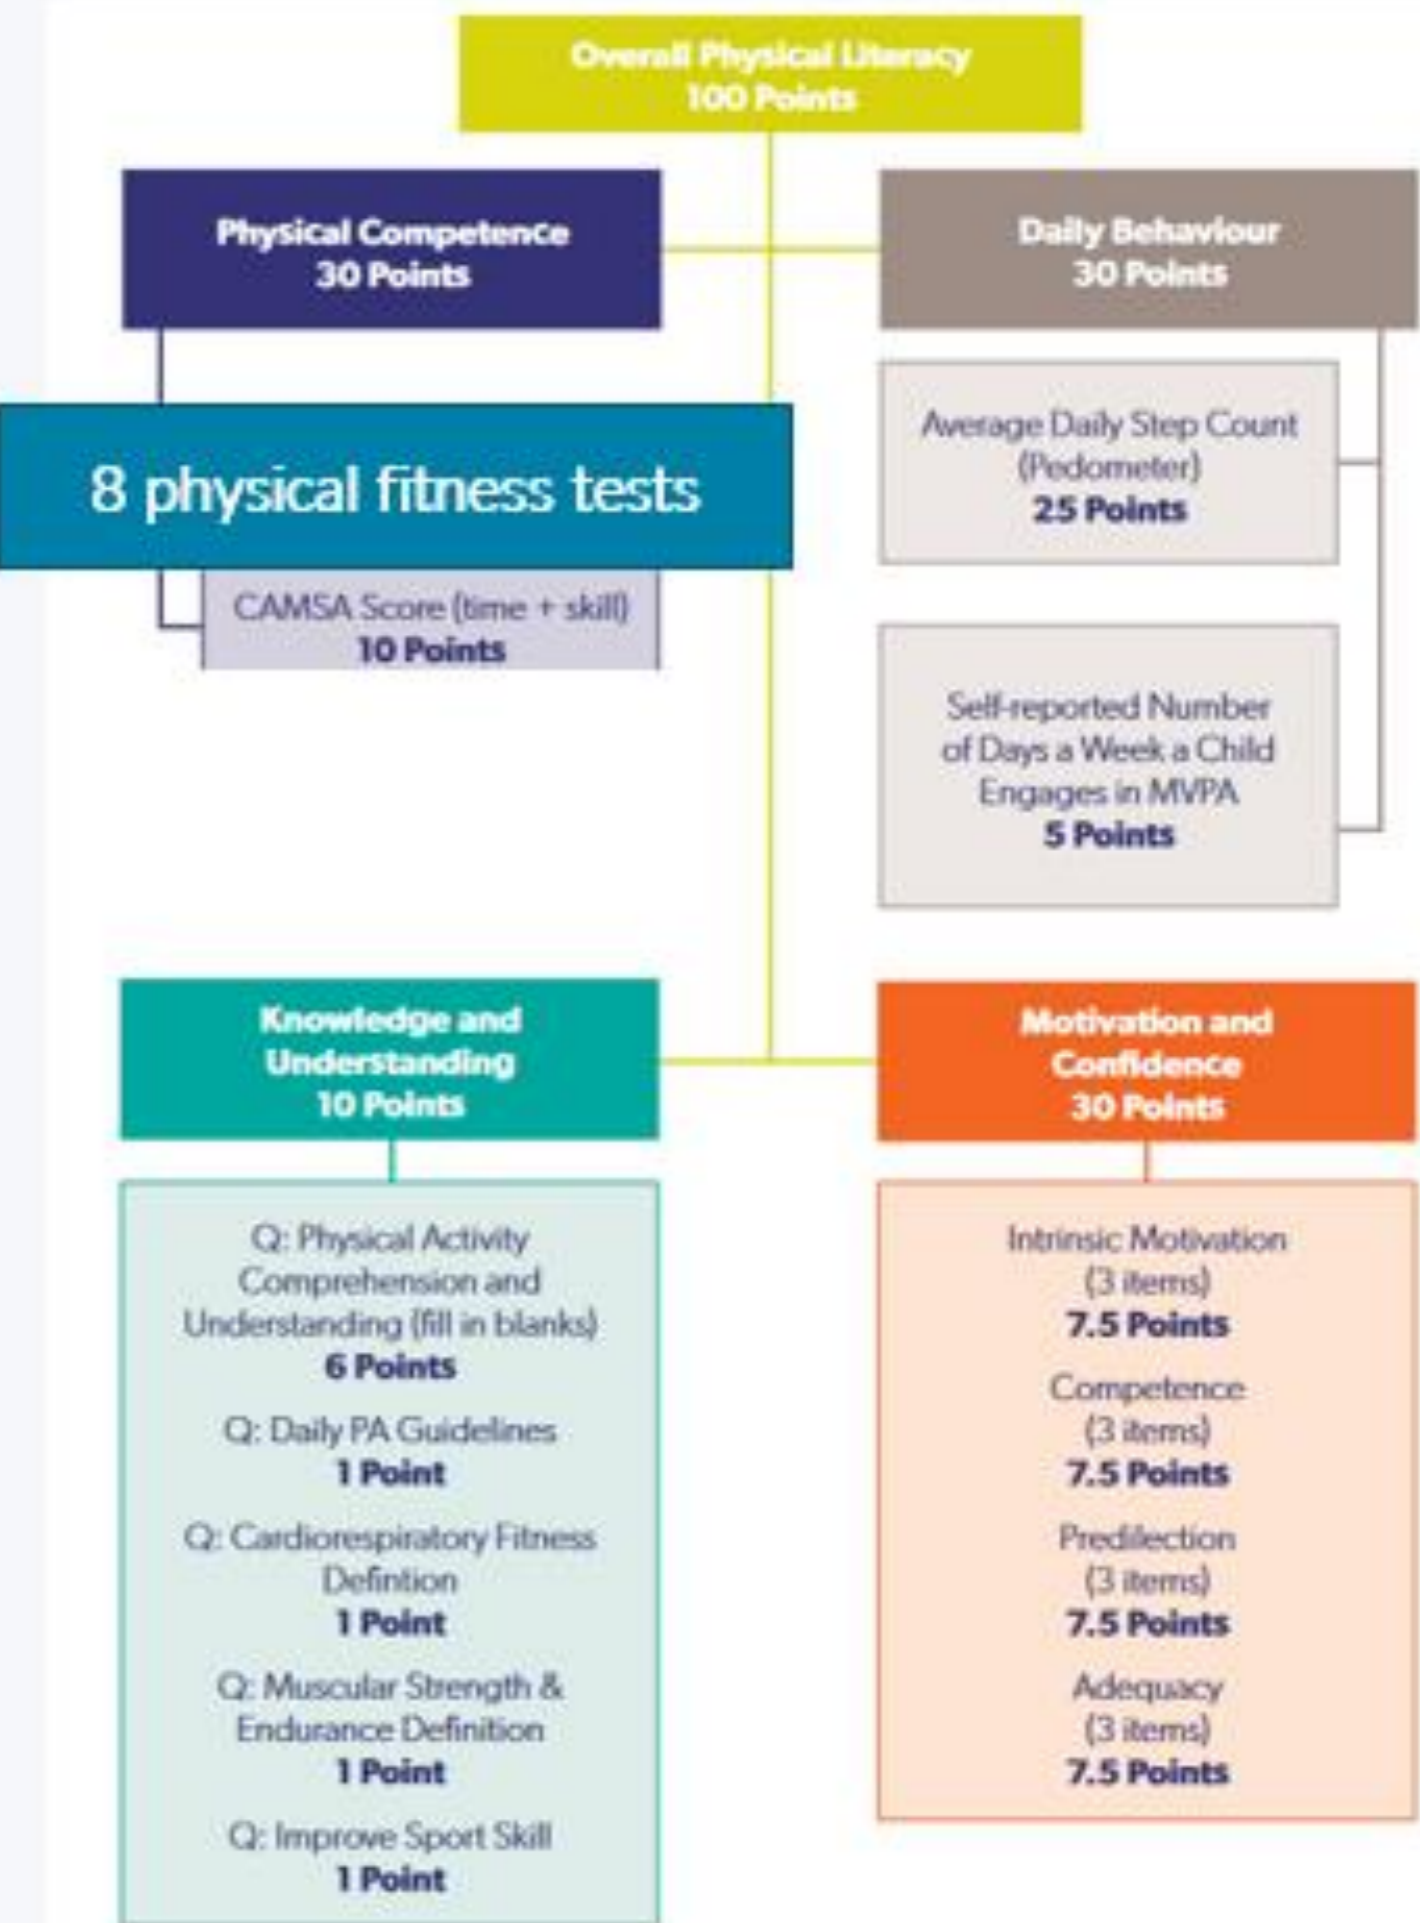 Overall Physical Literacy
100 Points
Physical Competence
30 Points
8 physical fitness tests
CAMSA Score (time + skill)
10 Points
Daily Behaviour
30 Points
Average Daily Step Count
(Pedometer)
25 Points
Self-reported Number
of Days a Week a Child
Engages in MVPA
5 Points
Knowledge and
Understanding
10 Points
Q: Physical Activity
Comprehension and
Understanding (fill in blanks)
6 Points
Q: Daily PA Guidelines
1 Point
Q: Cardiorespiratory Fitness
Defintion
1 Point
Q: Muscular Strength &
Endurance Definition
1 Point
Q: Improve Sport Skill
1 Point
Motivation and
Confidence
30 Points
Intrinsic Motivation
(3 items)
7.5 Points
Competence
(3 items)
7.5 Points
Predilection
(3 items)
7.5 Points
Adequacy
(3 items)
7.5 Points